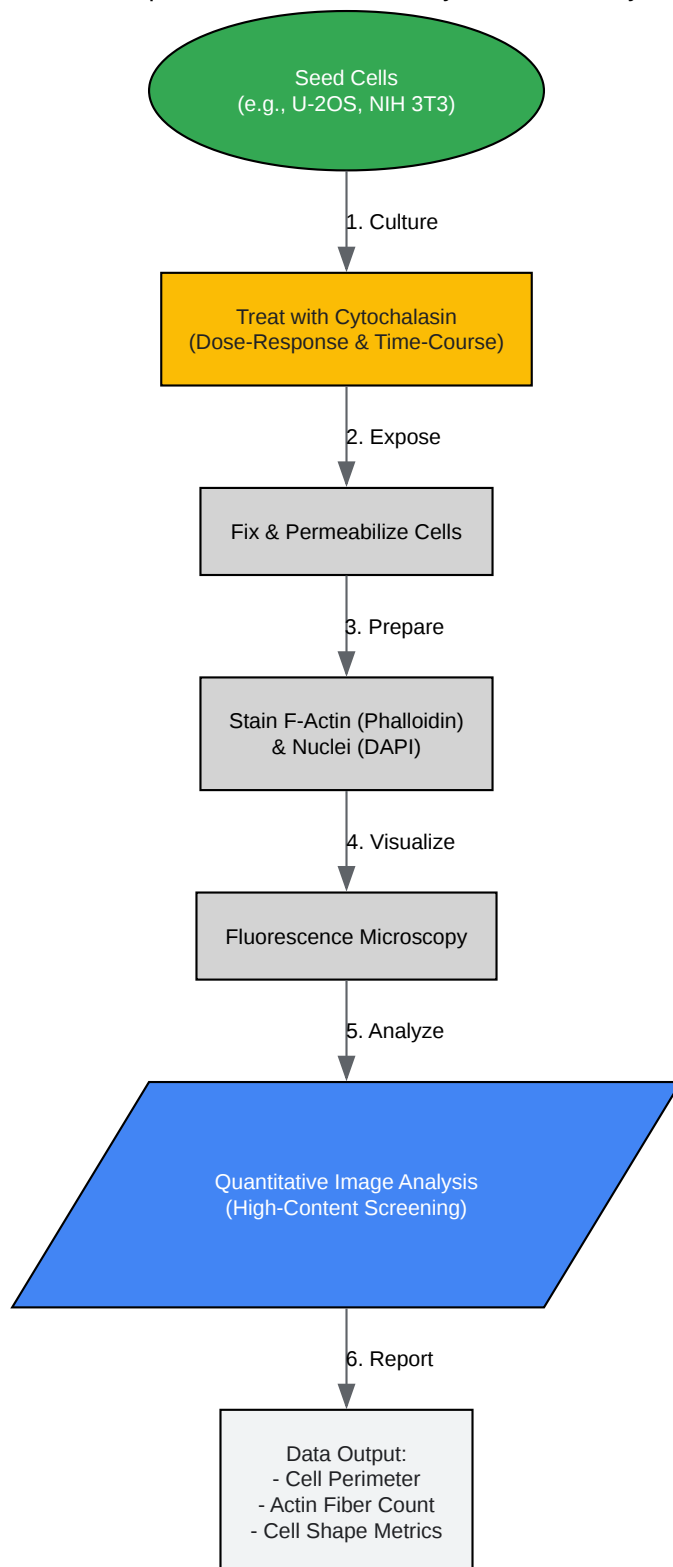 Seed Cells
(e.g., U-2OS, NIH 3T3)
1. Culture
Treat with Cytochalasin
(Dose-Response & Time-Course)
2. Expose
Fix & Permeabilize Cells
3. Prepare
Stain F-Actin (Phalloidin)
& Nuclei (DAPI)
4. Visualize
Fluorescence Microscopy
5. Analyze
Quantitative Image Analysis
(High-Content Screening)
6. Report
Data Output:
- Cell Perimeter
- Actin Fiber Count
- Cell Shape Metrics